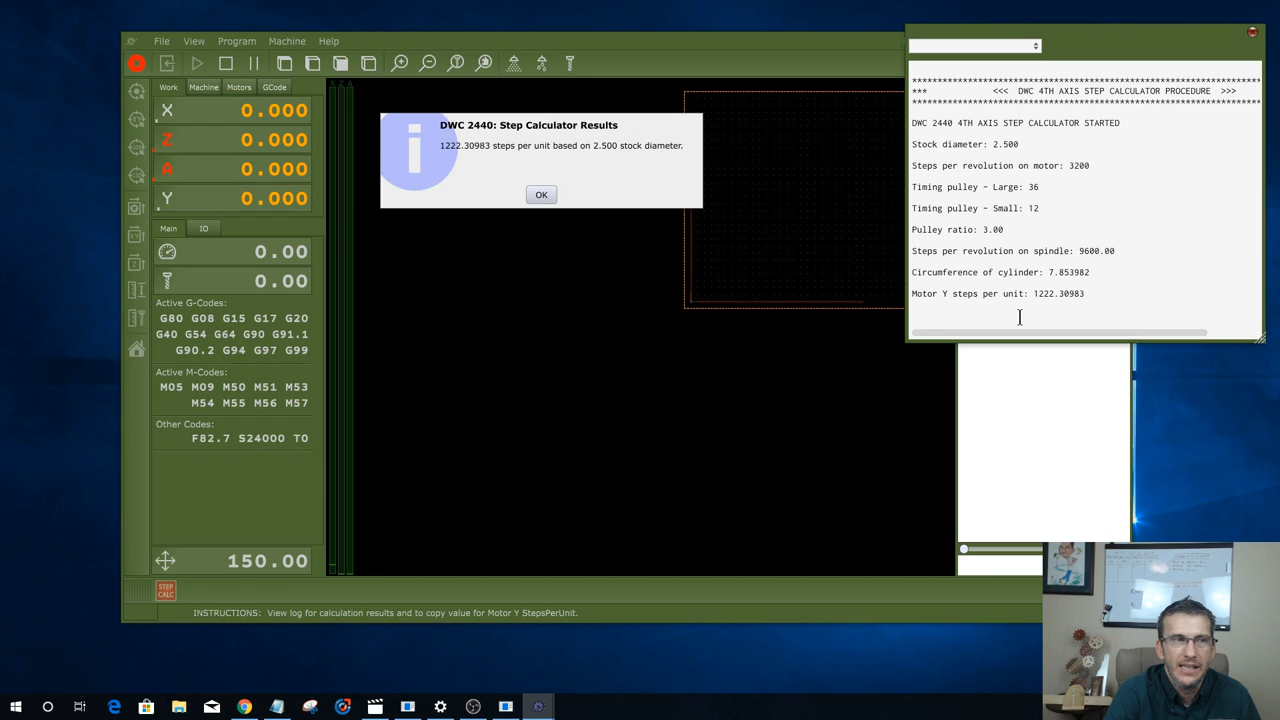 File View Program Machine Help
Work Machine Motors GCode
X 0.000
Z 0.000
A 0.000
Y 0.000
Main IO
0.00
0.00
Active G-Codes:
G80 G08 G15 G17 G20
G40 G54 G64 G90 G91.1
G90.2 G94 G97 G99
Active M-Codes:
M05 M09 M50 M51 M53
M54 M55 M56 M57
Other Codes:
F82.7 S24000 T0
150.00
STEP
CALC
INSTRUCTIONS: View log for calculation results and to copy value for Motor Y StepsPerUnit.
X Z A
DWC 2440: Step Calculator Results
1222.30983 steps per unit based on 2.500 stock diameter.
OK
*** <<< DWC 4TH AXIS STEP CALCULATOR PROCEDURE >>>
DWC 2440 4TH AXIS STEP CALCULATOR STARTED
Stock diameter: 2.500
Steps per revolution on motor: 3200
Timing pulley - Large: 36
Timing pulley - Small: 12
Pulley ratio: 3.00
Steps per revolution on spindle: 9600.00
Circumference of cylinder: 7.853982
Motor Y steps per unit: 1222.30983